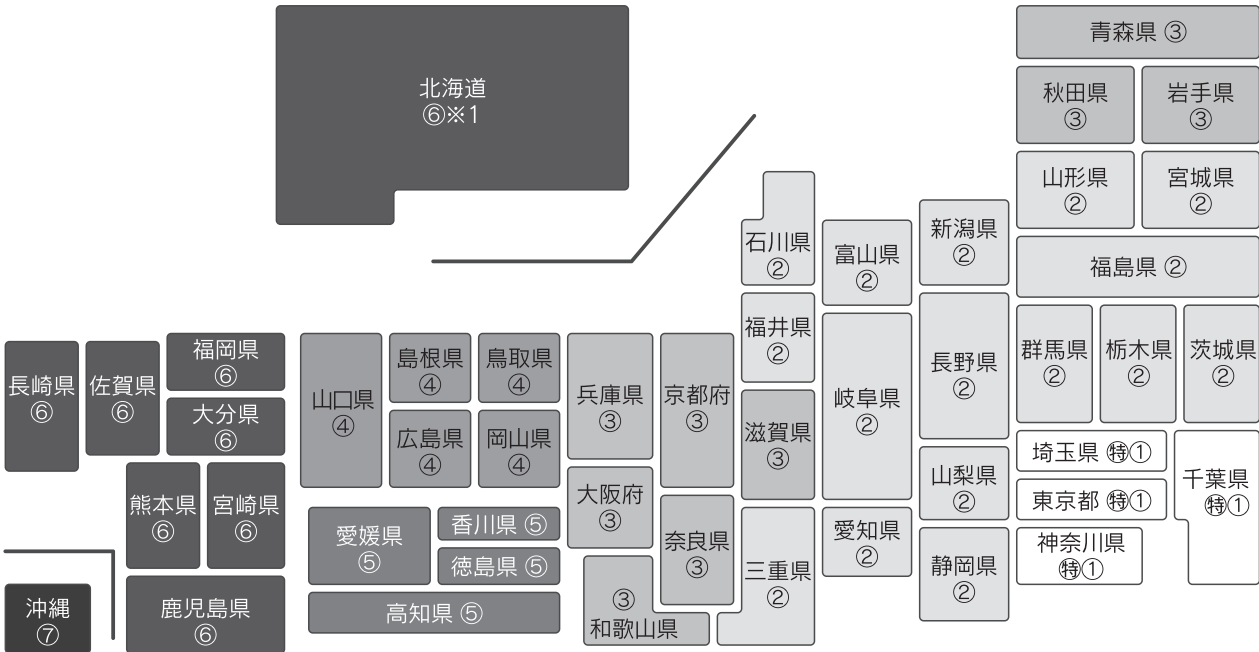 北海道
⑥※1
青森県 ③
秋田県
③
岩手県
③
山形県
②
宮城県
②
福島県 ②
石川県
②
富山県
②
新潟県
②
福井県
②
岐阜県
②
長野県
②
群馬県
②
栃木県
②
茨城県
②
埼玉県 ㊕①
東京都 ㊕①
神奈川県
㊕①
千葉県
㊕①
山梨県
②
静岡県
②
愛知県
②
三重県
②
滋賀県
③
京都府
③
兵庫県
③
大阪府
③
奈良県
③
③
和歌山県
鳥取県
④
島根県
④
岡山県
④
広島県
④
山口県
④
香川県 ⑤
愛媛県
⑤
徳島県 ⑤
高知県 ⑤
福岡県
⑥
大分県
⑥
佐賀県
⑥
長崎県
⑥
熊本県
⑥
宮崎県
⑥
鹿児島県
⑥
沖縄
⑦